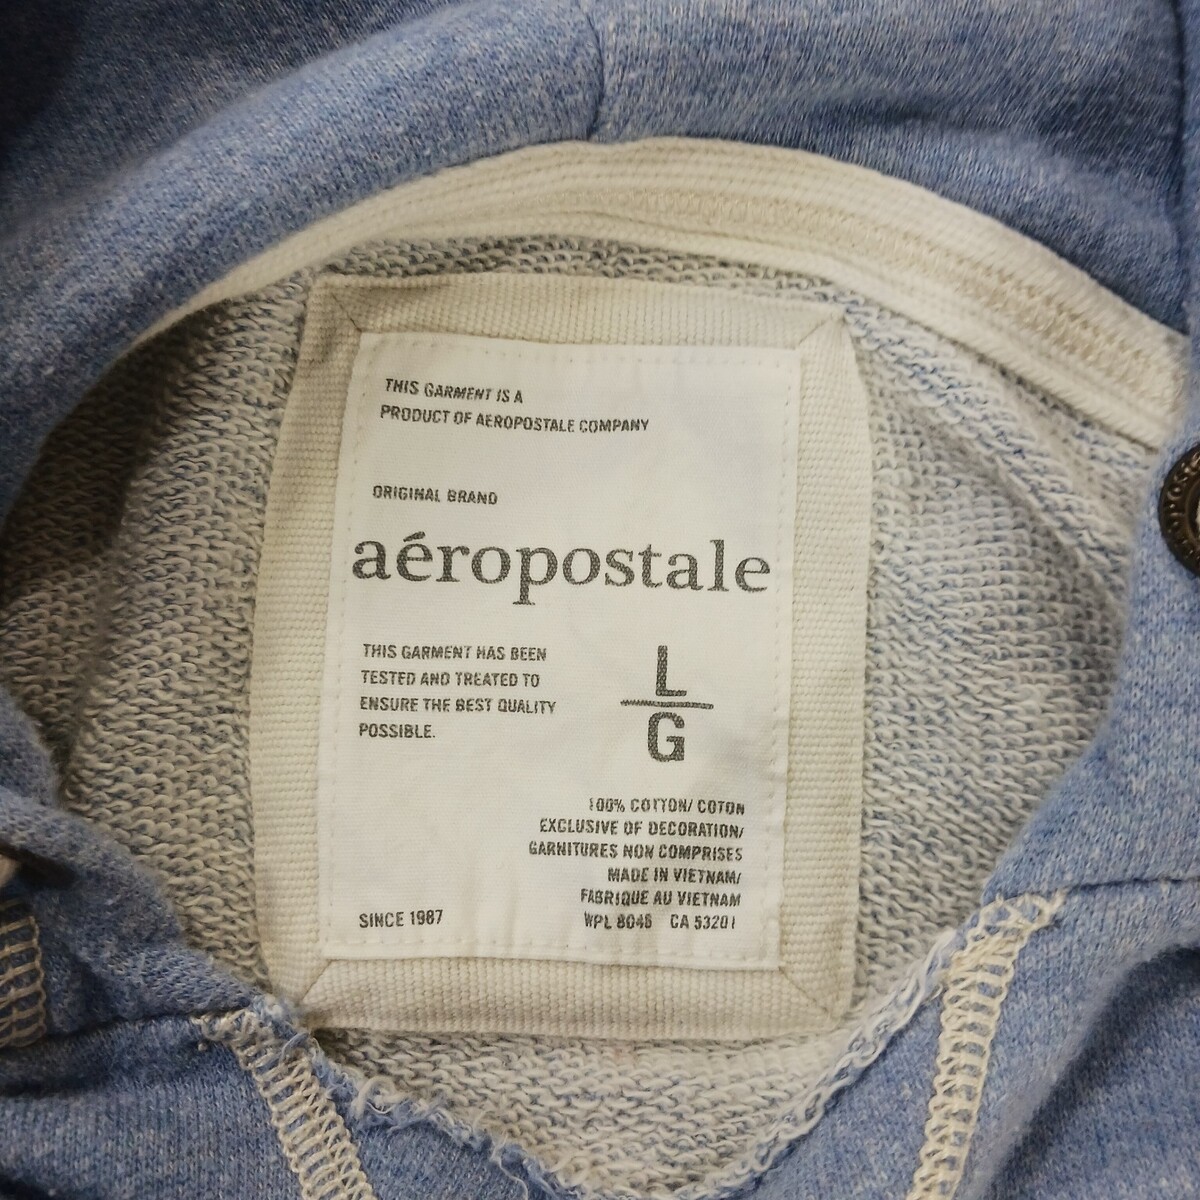 THIS GARMENT IS A
PRODUCT OF AEROPOSTALE COMPANY
ORIGINAL BRAND
aéropostale
THIS GARMENT HAS BEEN
TESTED AND TREATED TO
ENSURE THE BEST QUALITY
POSSIBLE.
L
G
100% COTTON/ COTON
EXCLUSIVE OF DECORATION/
GARNITURES NON COMPRISES
MADE IN VIETNAM/
FABRIQUE AU VIETNAM
WPL 8046 CA 53201
SINCE 1987